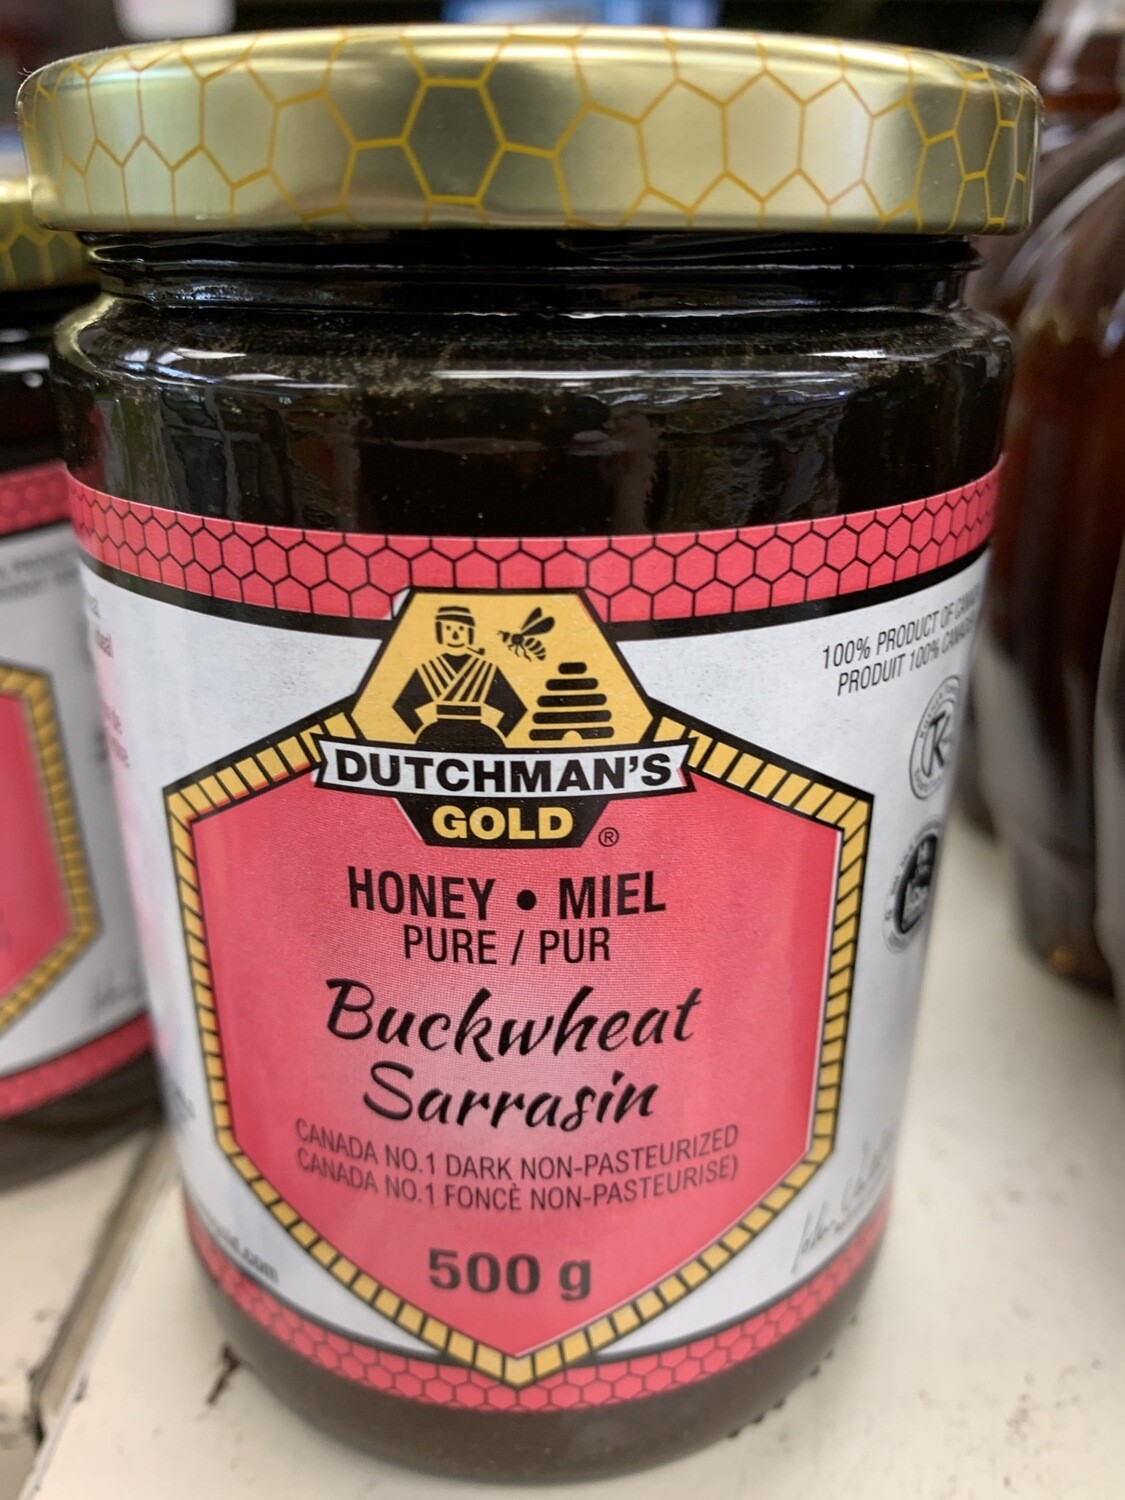 100% PRODUCT OF
PRODUIT 100%
K
DUTCHMAN'S
GOLD ®
HONEY • MIEL
PURE / PUR
Buckwheat
Sarrasin
CANADA NO.1 DARK NON-PASTEURIZED
CANADA NO.1 FONCÈ NON-PASTEURISE)
500 g